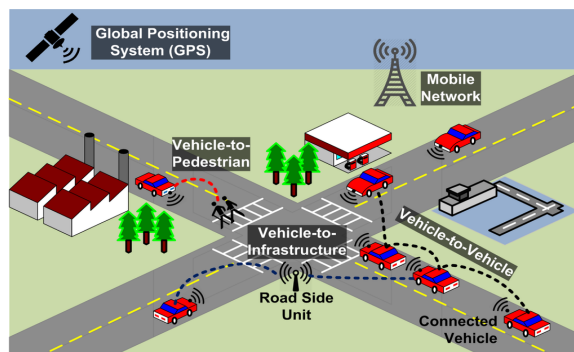 Global Positioning
System (GPS)
Mobile
Network
Vehicle-to-
Pedestrian
Vehicle-to-
Infrastructure
Vehicle-to-Vehicle
Road Side
Unit
Connected
Vehicle